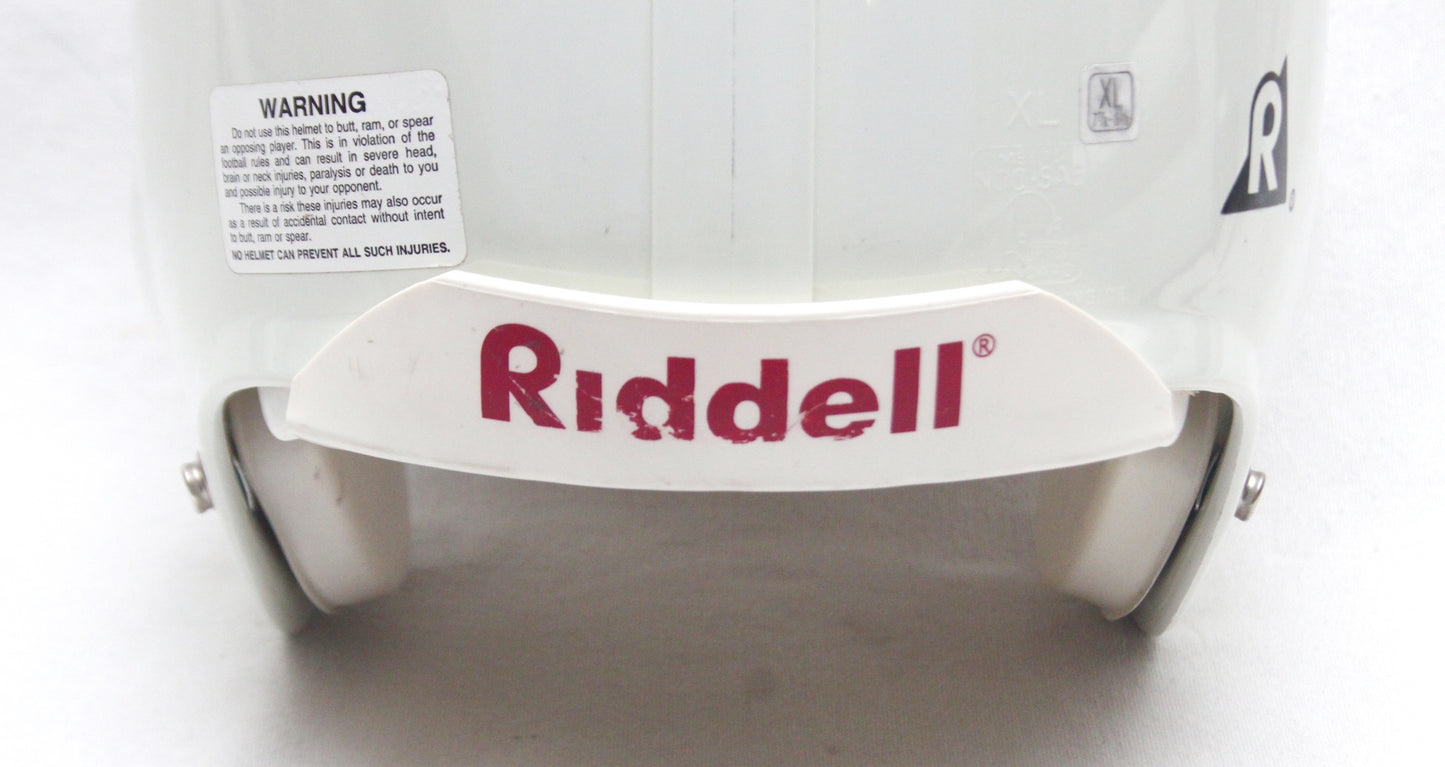 WARNING
Do not use this helmet to butt, ram, or spear
an opposing player. This is in violation of the
football rules and can result in severe head,
brain or neck injuries, paralysis or death to you
and possible injury to your opponent.
There is a risk these injuries may also occur
as a result of accidental contact without intent
to butt, ram or spear.
NO HELMET CAN PREVENT ALL SUCH INJURIES.
XL
XL
R®
Riddell®